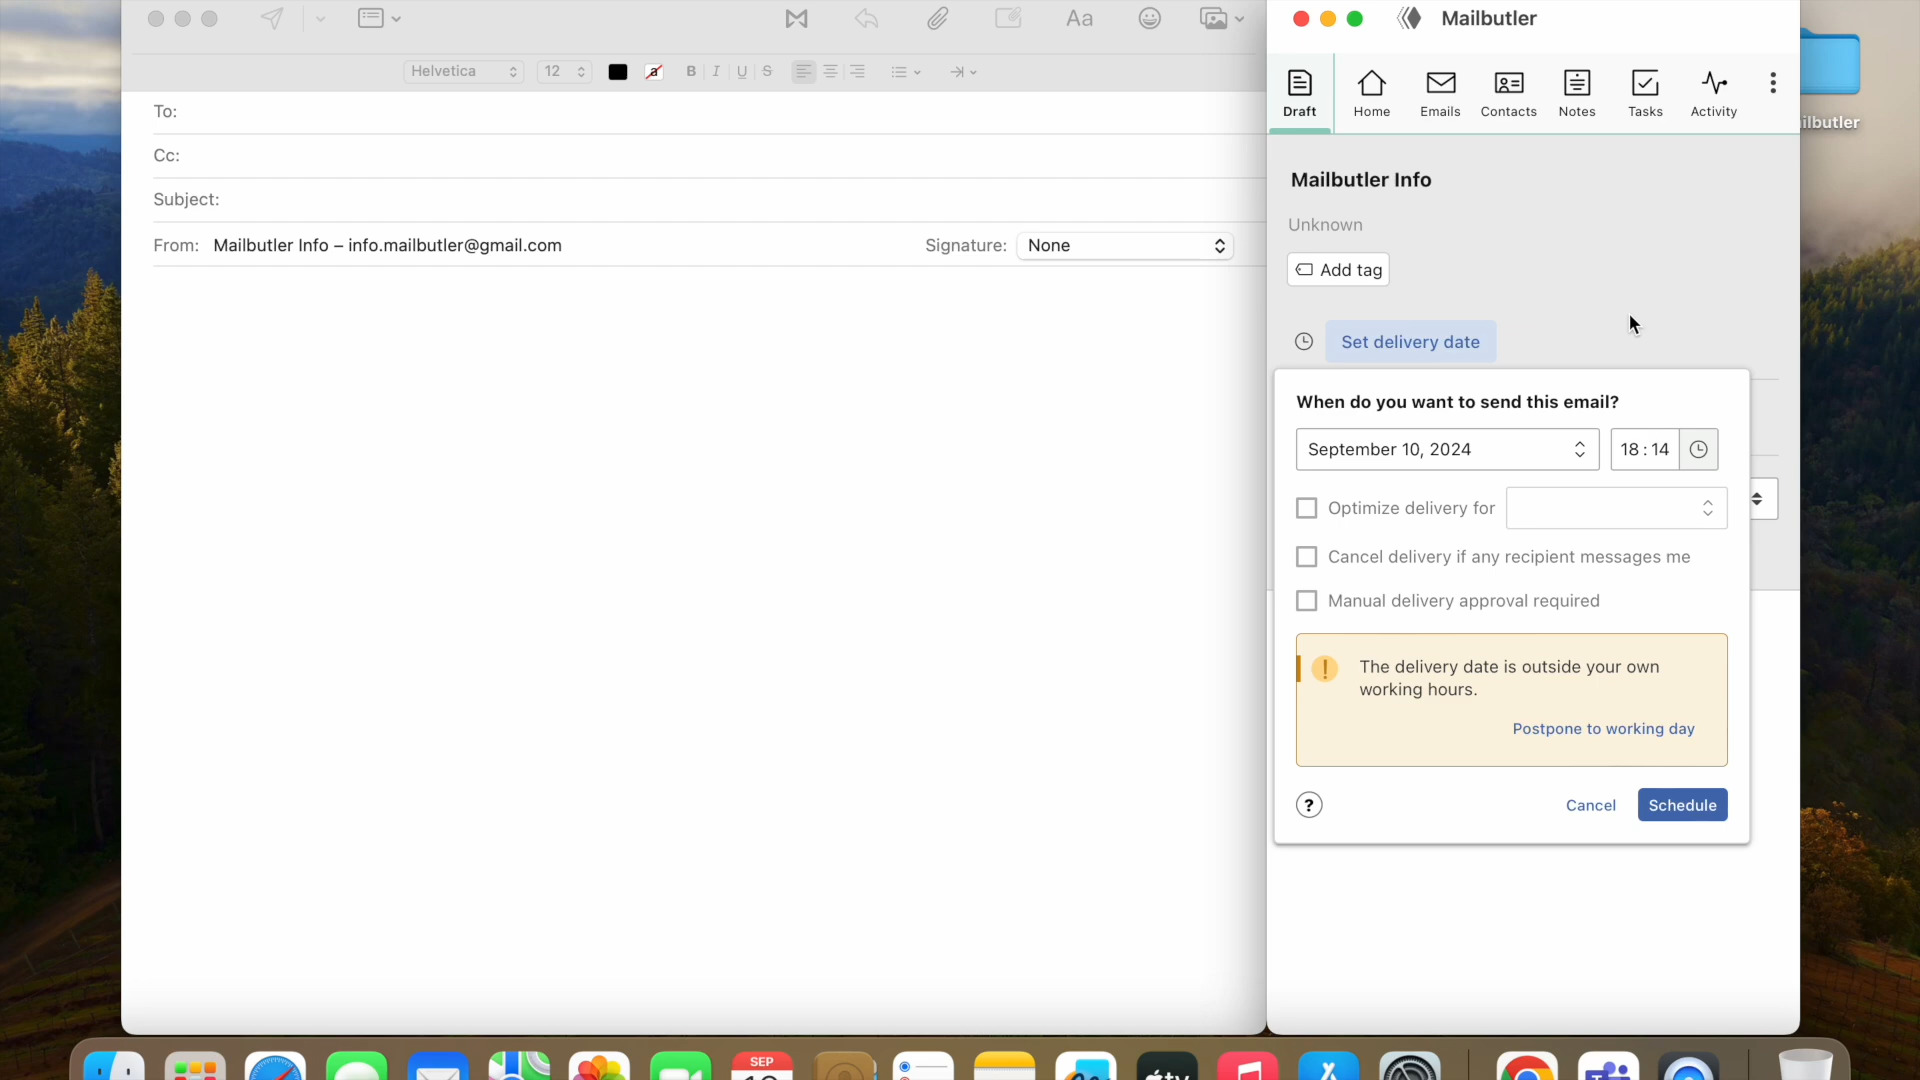 Mailbutler
Aa
Helvetica
12
a
B I U S
To:
Cc:
Subject:
From: Mailbutler Info – info.mailbutler@gmail.com
Signature: None
Draft
Home
Emails
Contacts
Notes
Tasks
Activity
ilbutler
Mailbutler Info
Unknown
Add tag
Set delivery date
When do you want to send this email?
September 10, 2024
18 : 14
Optimize delivery for
Cancel delivery if any recipient messages me
Manual delivery approval required
!
The delivery date is outside your own
working hours.
Postpone to working day
?
Cancel
Schedule
SEP